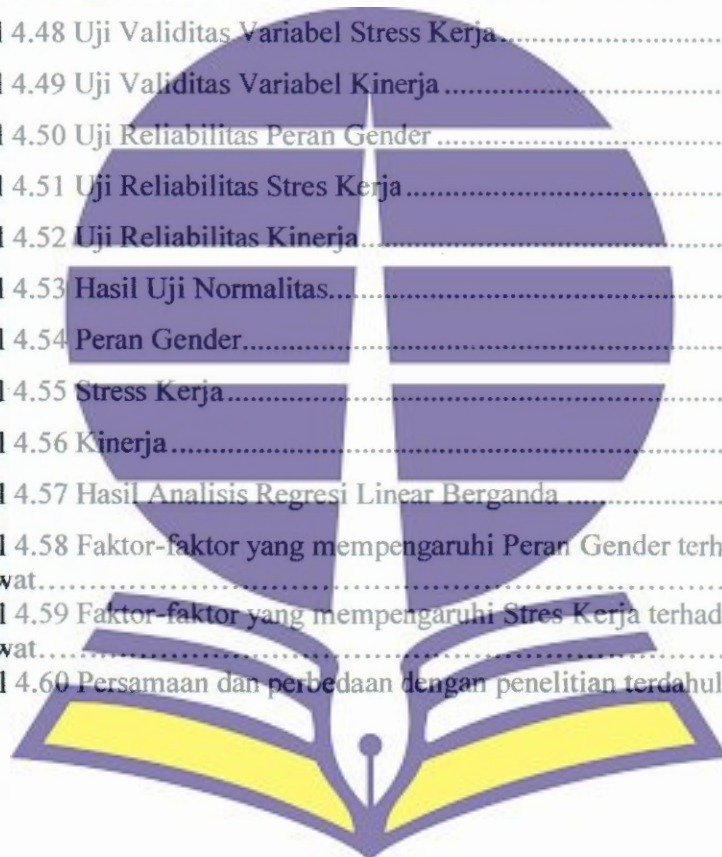 l 4.48 Uji Validitas Variabel Stress Kerja
l 4.49 Uji Validitas Variabel Kinerja
l 4.50 Uji Reliabilitas Peran Gender
l 4.51 Uji Reliabilitas Stres Kerja
l 4.52 Uji Reliabilitas Kinerja
l 4.53 Hasil Uji Normalitas
l 4.54 Peran Gender
l 4.55 Stress Kerja
l 4.56 Kinerja
l 4.57 Hasil Analisis Regresi Linear Berganda
l 4.58 Faktor-faktor yang mempengaruhi Peran Gender terh
wat
l 4.59 Faktor-faktor yang mempengaruhi Stres Kerja terhad
wat
l 4.60 Persamaan dan perbedaan dengan penelitian terdahul